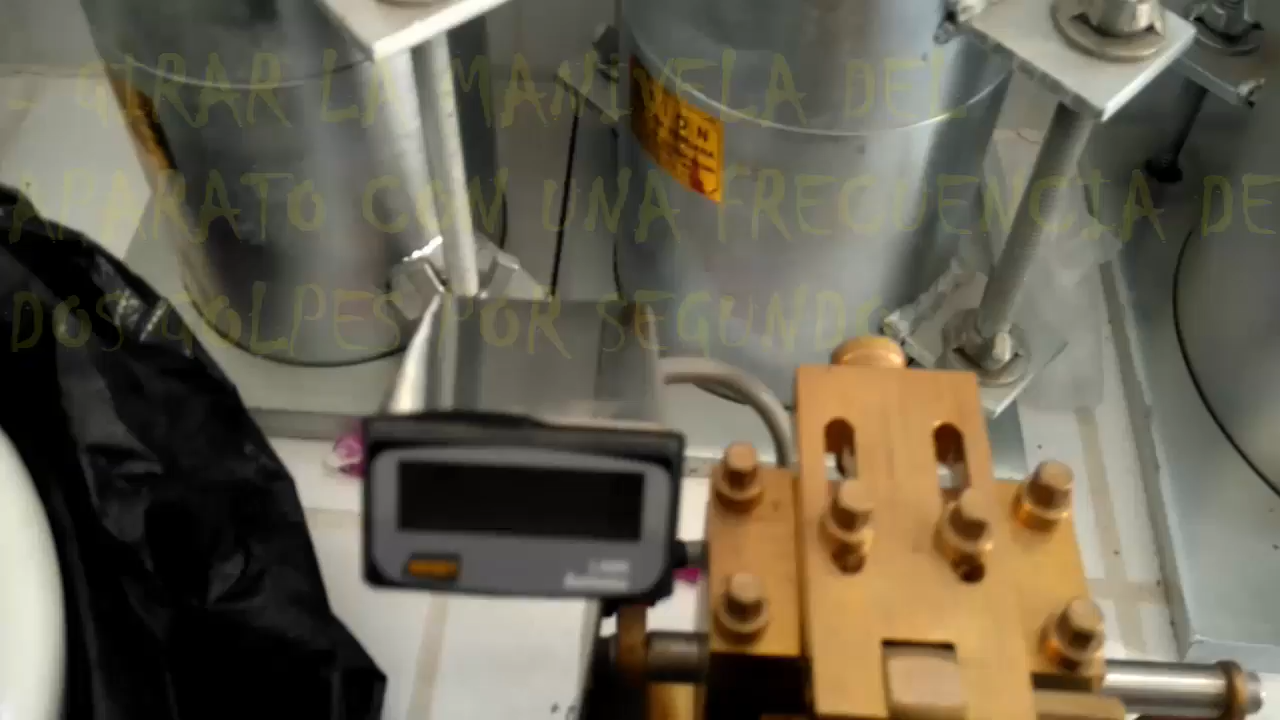 - GIRAR LA MANIVELA DEL
APARATO CON UNA FRECUENCIA DE
DOS GOLPES POR SEGUNDO